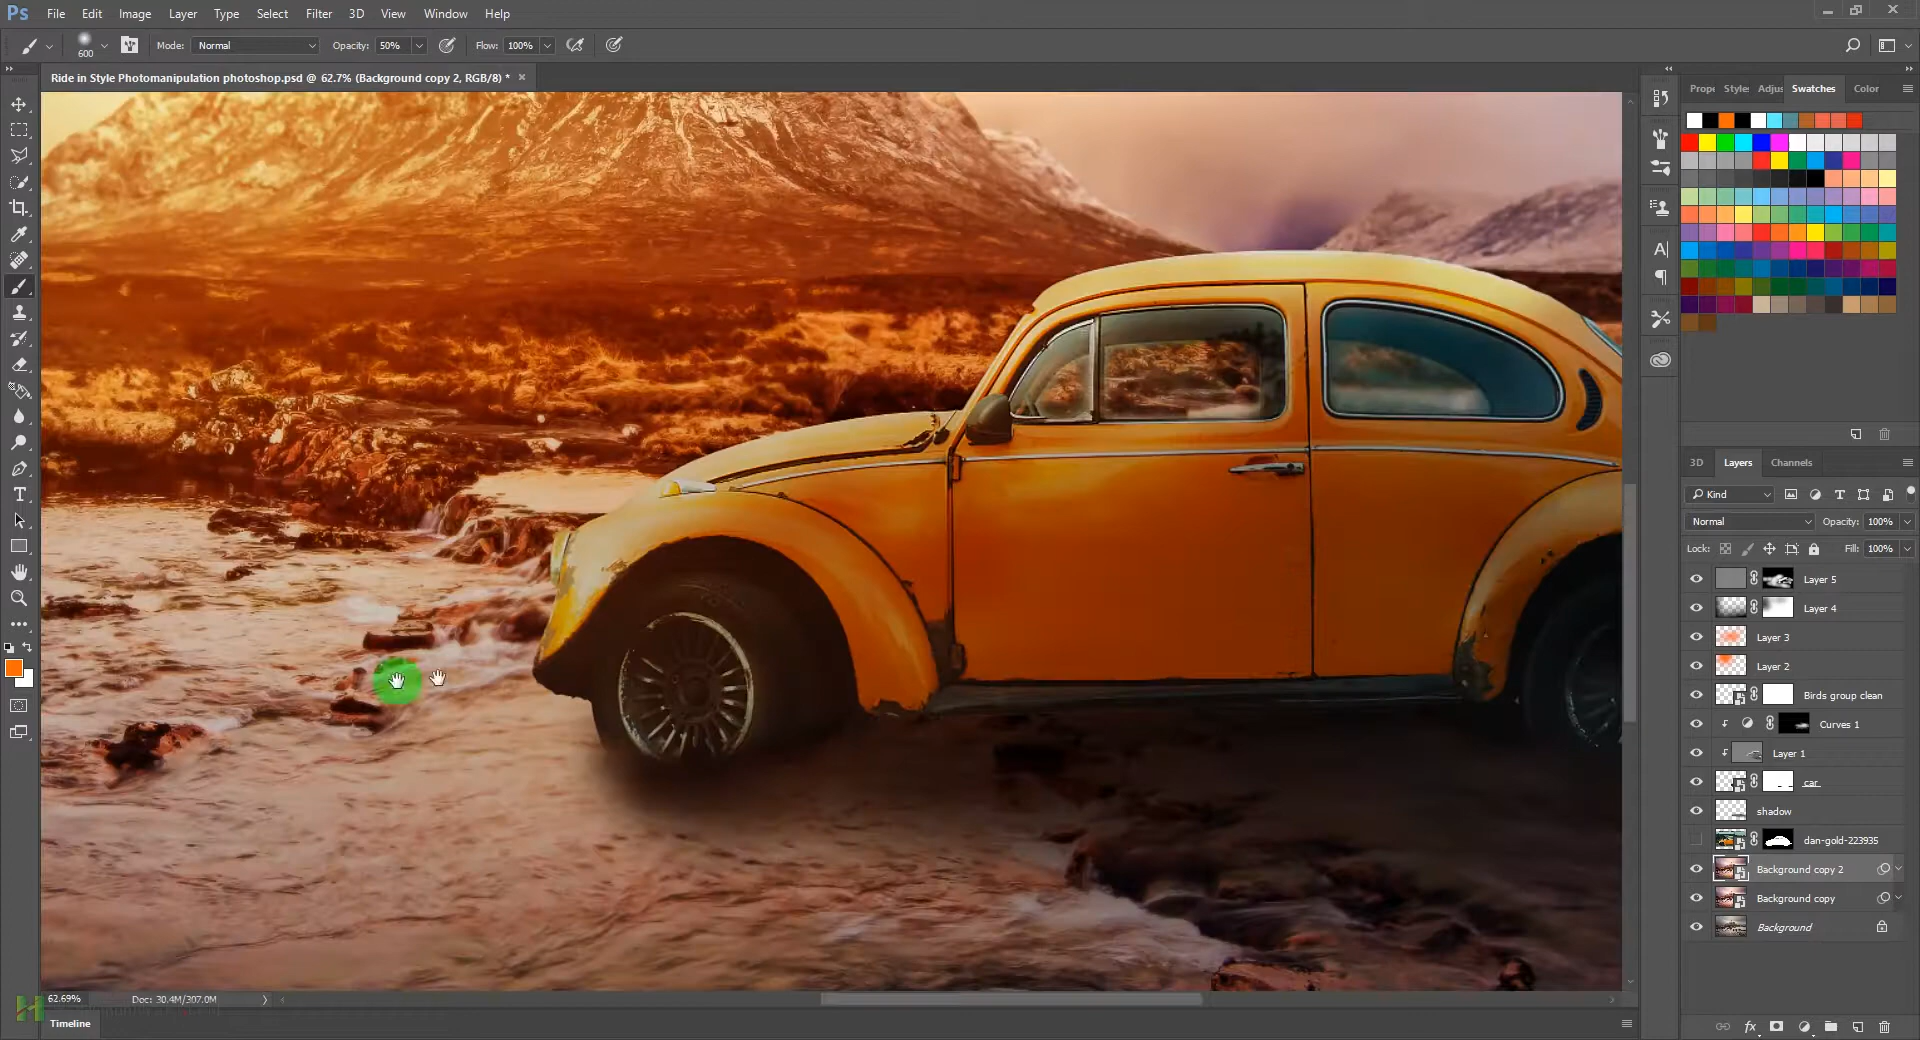 Ps File Edit Image Layer Type Select Filter 3D View Window Help
600 Mode: Normal Opacity: 50% Flow: 100%
Ride in Style Photomanipulation photoshop.psd @ 62.7% (Background copy 2, RGB/8) *
Swatches Color
3D Layers Channels
Kind
Normal Opacity: 100%
Lock: Fill: 100%
Layer 5
Layer 4
Layer 3
Layer 2
Birds group clean
Curves 1
Layer 1
car
shadow
dan-gold-223935
Background copy 2
Background copy
Background
62.69% Doc: 30.4M/307.0M
Timeline